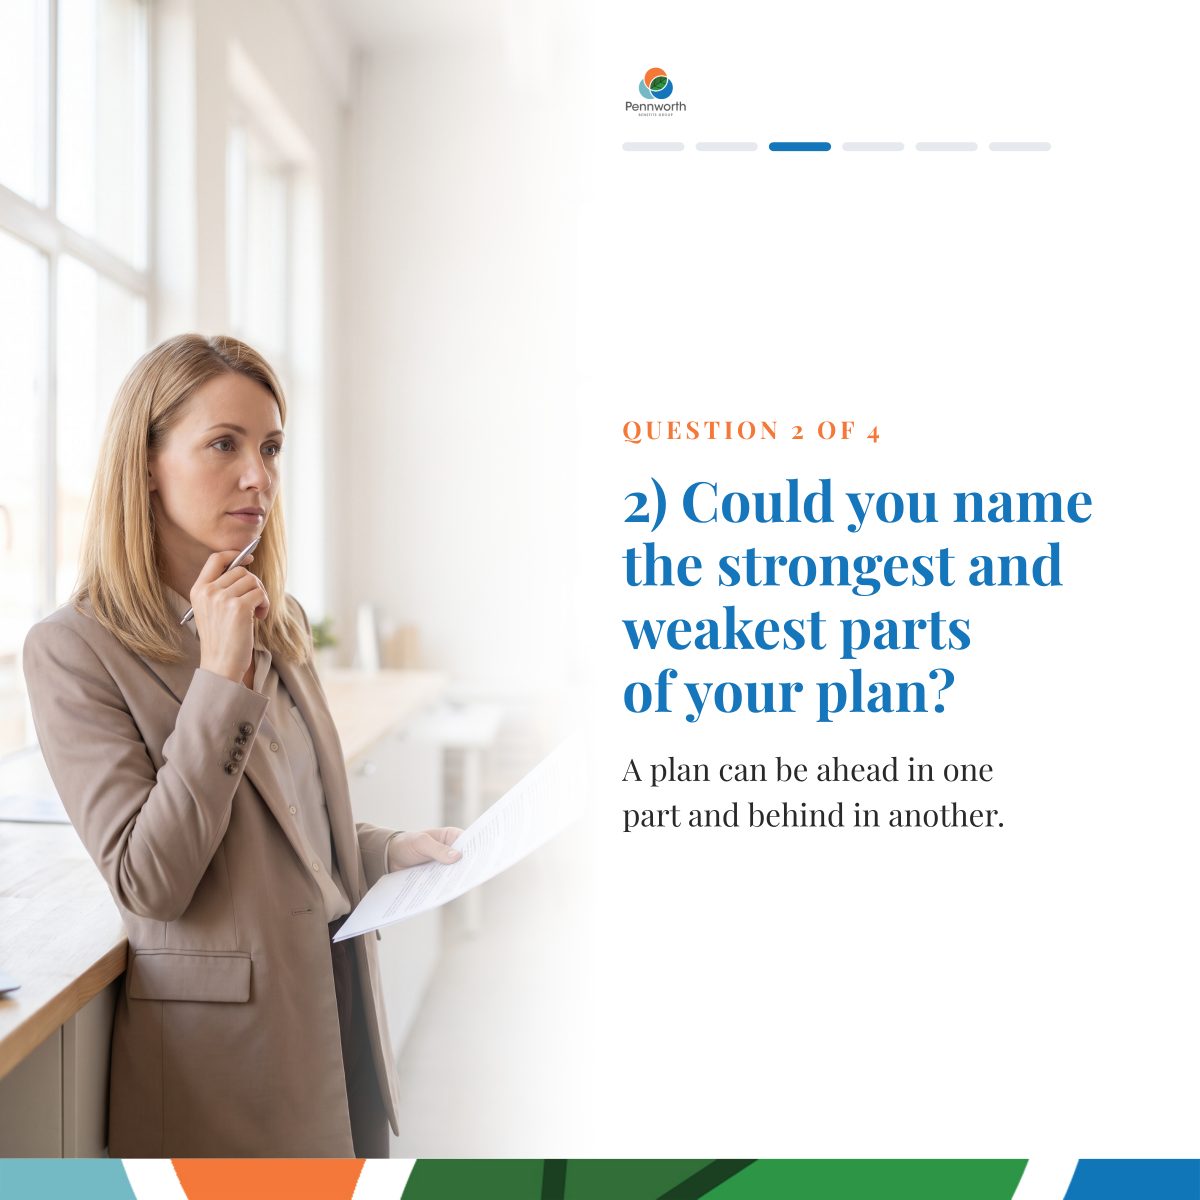 Pennworth
BENEFITS GROUP
QUESTION 2 OF 4
2) Could you name
the strongest and
weakest parts
of your plan?
A plan can be ahead in one
part and behind in another.